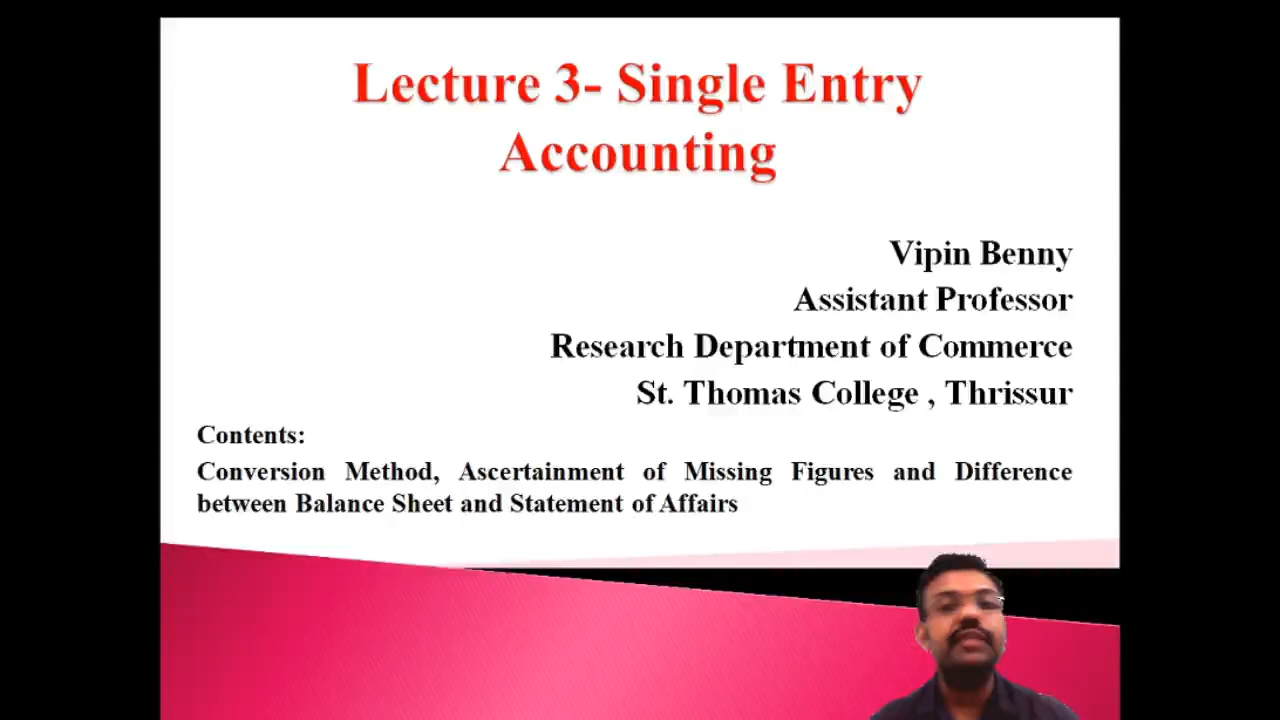 Lecture 3- Single Entry
Accounting
Vipin Benny
Assistant Professor
Research Department of Commerce
St. Thomas College , Thrissur
Contents:
Conversion Method, Ascertainment of Missing Figures and Difference
between Balance Sheet and Statement of Affairs